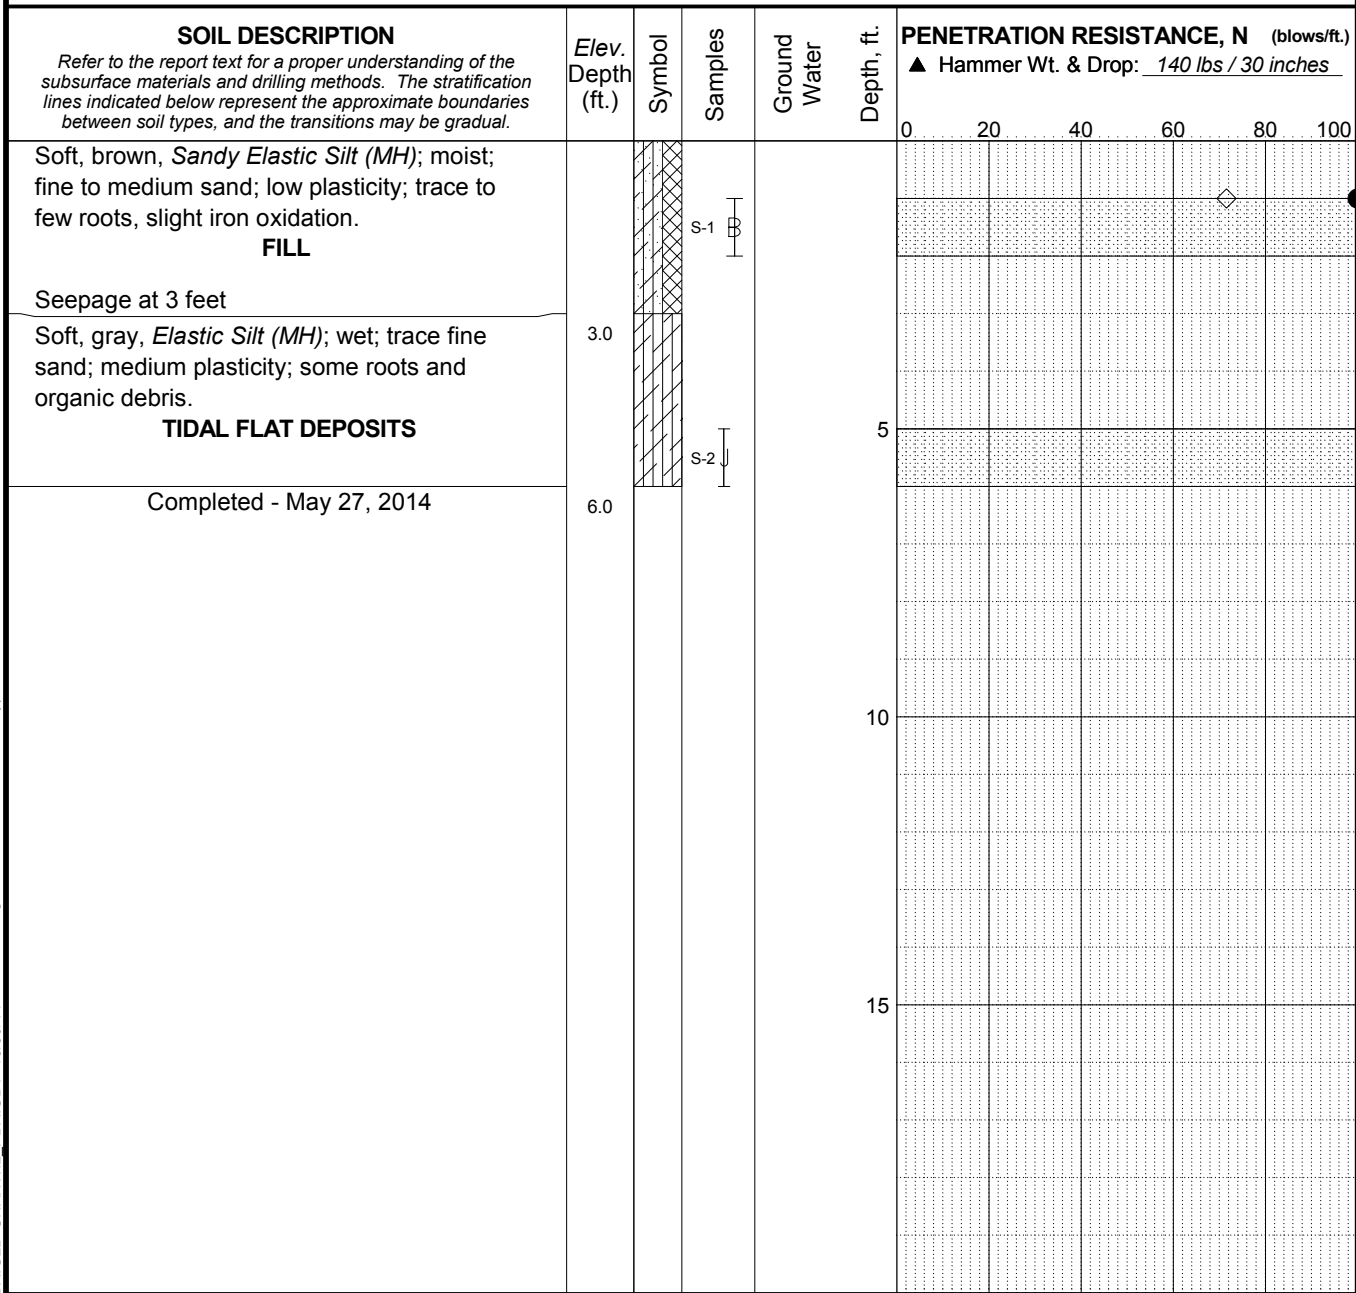 SOIL DESCRIPTION
Refer to the report text for a proper understanding of the
subsurface materials and drilling methods. The stratification
lines indicated below represent the approximate boundaries
between soil types, and the transitions may be gradual.
Elev.
Depth
(ft.)
Symbol
Samples
Ground
Water
Depth, ft.
PENETRATION RESISTANCE, N (blows/ft.)
▲ Hammer Wt. & Drop: 140 lbs / 30 inches
0 20 40 60 80 100
Soft, brown, Sandy Elastic Silt (MH); moist;
fine to medium sand; low plasticity; trace to
few roots, slight iron oxidation.
FILL
S-1 B
Seepage at 3 feet
Soft, gray, Elastic Silt (MH); wet; trace fine
sand; medium plasticity; some roots and
organic debris.
TIDAL FLAT DEPOSITS
3.0
S-2 J
5
Completed - May 27, 2014
6.0
10
15